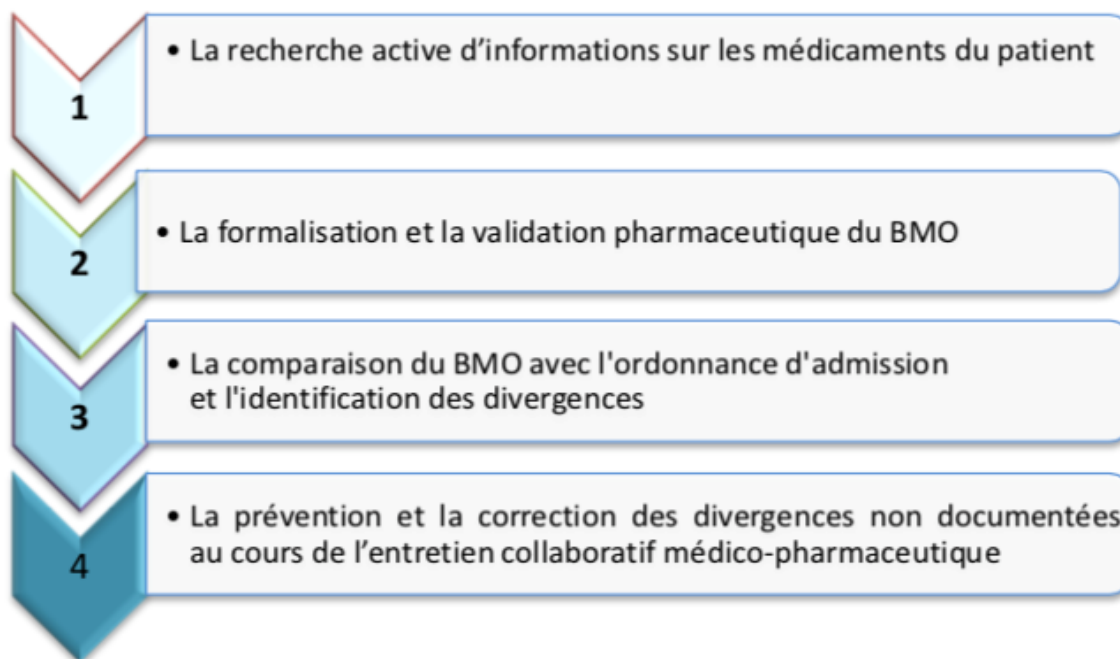 1
• La recherche active d’informations sur les médicaments du patient
2
• La formalisation et la validation pharmaceutique du BMO
3
• La comparaison du BMO avec l'ordonnance d'admission
et l'identification des divergences
4
• La prévention et la correction des divergences non documentées
au cours de l’entretien collaboratif médico-pharmaceutique